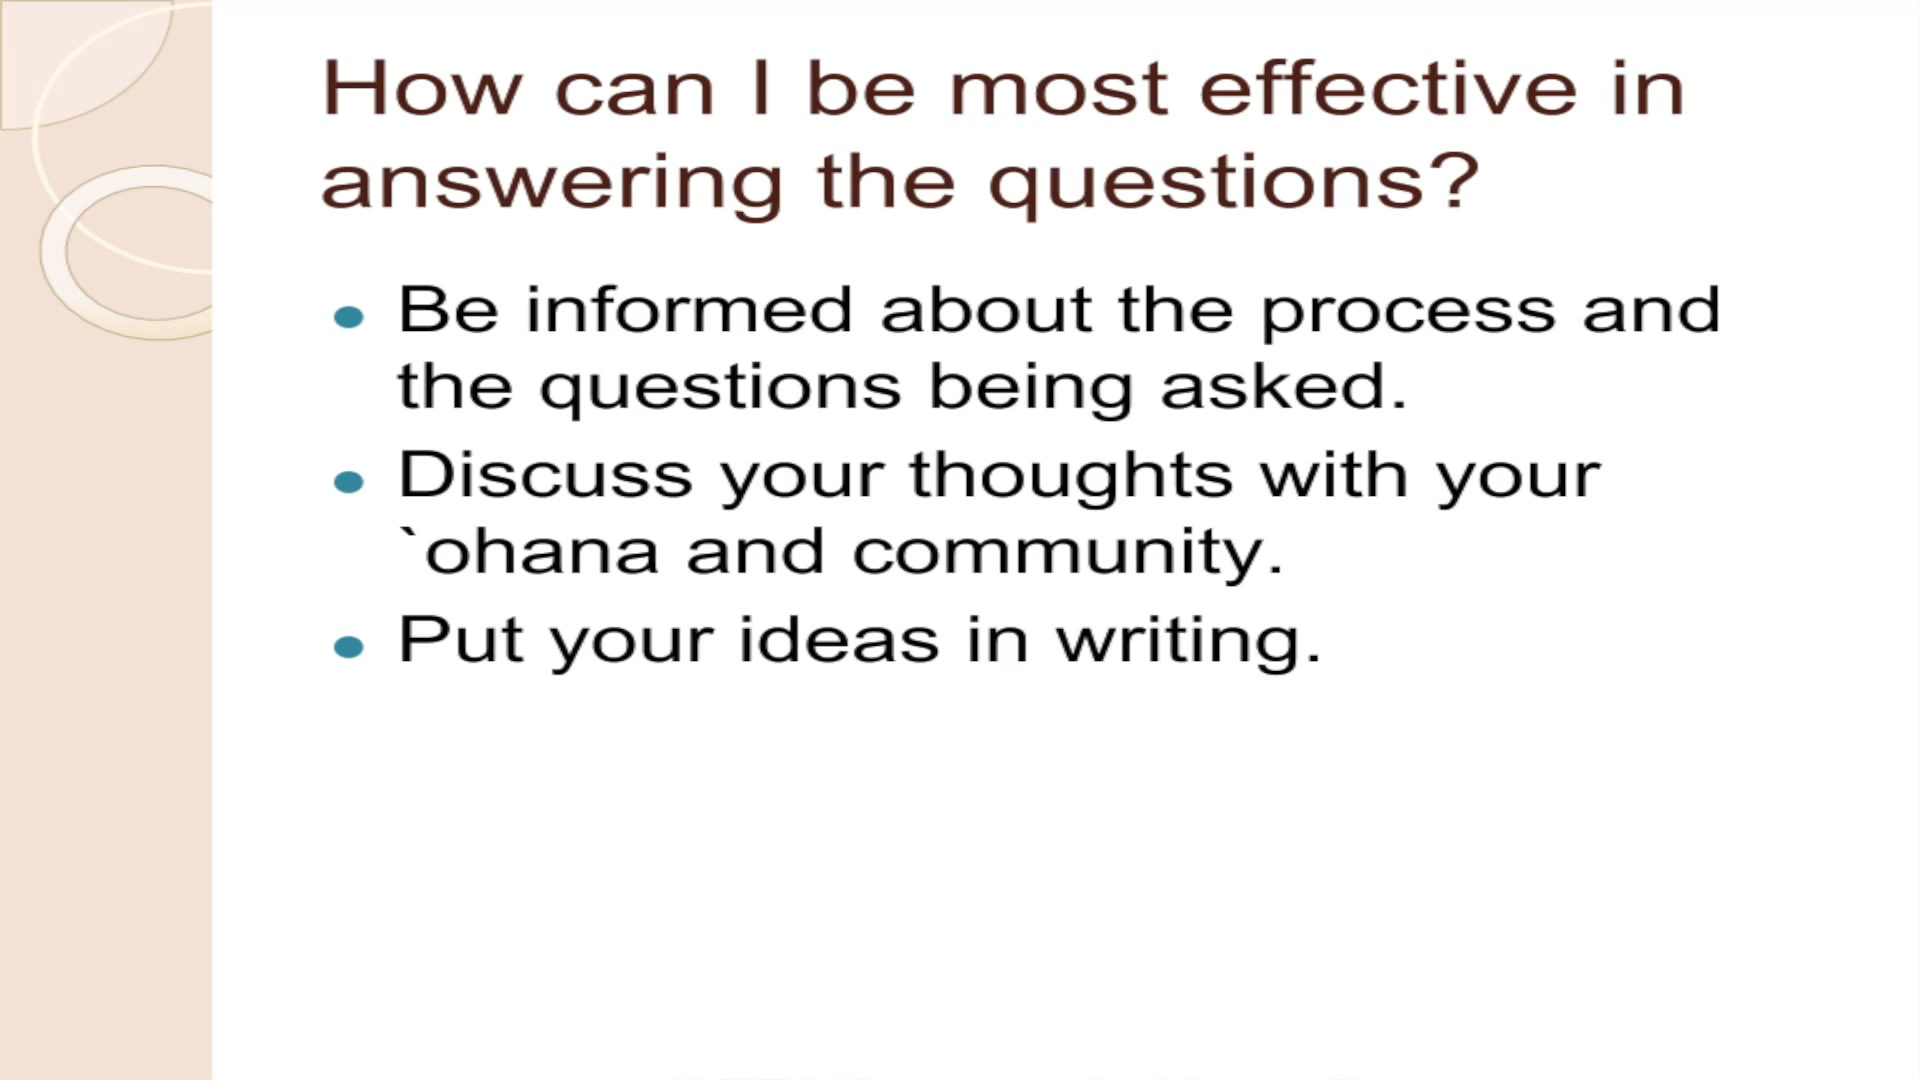 How can I be most effective in
answering the questions?
Be informed about the process and
the questions being asked.
Discuss your thoughts with your
`ohana and community.
Put your ideas in writing.